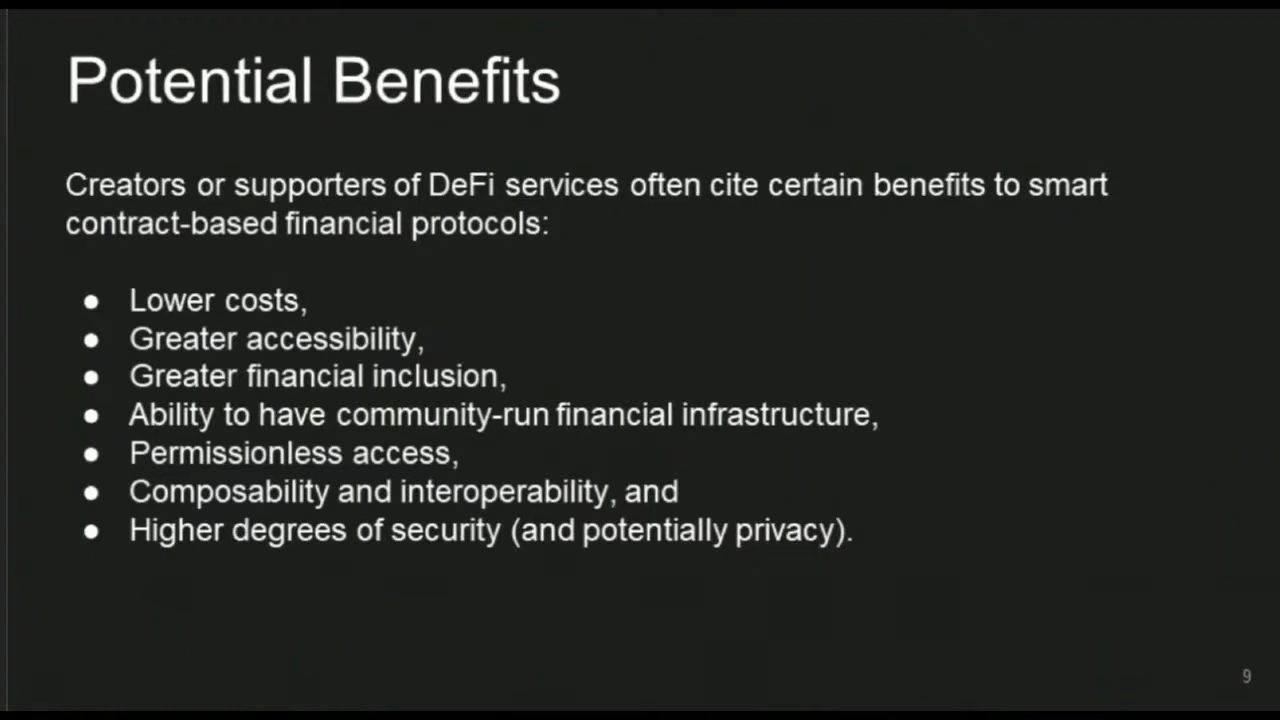 Potential Benefits
Creators or supporters of DeFi services often cite certain benefits to smart
contract-based financial protocols:
● Lower costs,
● Greater accessibility,
● Greater financial inclusion,
● Ability to have community-run financial infrastructure,
● Permissionless access,
● Composability and interoperability, and
● Higher degrees of security (and potentially privacy).
9